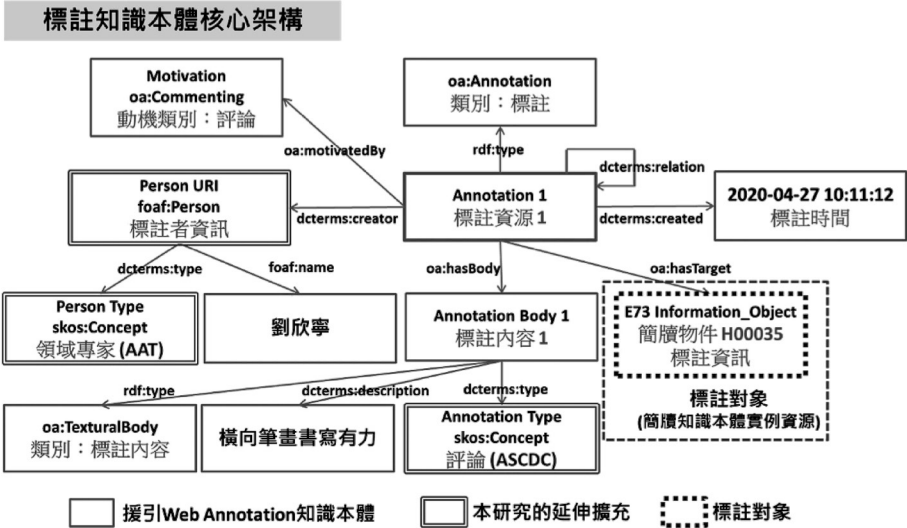 標註知識本體核心架構
Motivation
oa:Commenting
動機類別：評論
oa:Annotation
類別：標註
oa:motivatedBy
rdf:type
dcterms:relation
Person URI
foaf:Person
標註者資訊
dcterms:creator
Annotation 1
標註資源 1
dcterms:created
2020-04-27 10:11:12
標註時間
dcterms:type
foaf:name
oa:hasBody
oa:hasTarget
Person Type
skos:Concept
領域專家 (AAT)
劉欣寧
Annotation Body 1
標註內容 1
E73 Information_Object
簡牘物件 H00035
標註資訊
標註對象
(簡牘知識本體實例資源)
rdf:type
dcterms:description
dcterms:type
oa:TexturalBody
類別：標註內容
橫向筆畫書寫有力
Annotation Type
skos:Concept
評論 (ASCDC)
援引Web Annotation知識本體
本研究的延伸擴充
標註對象